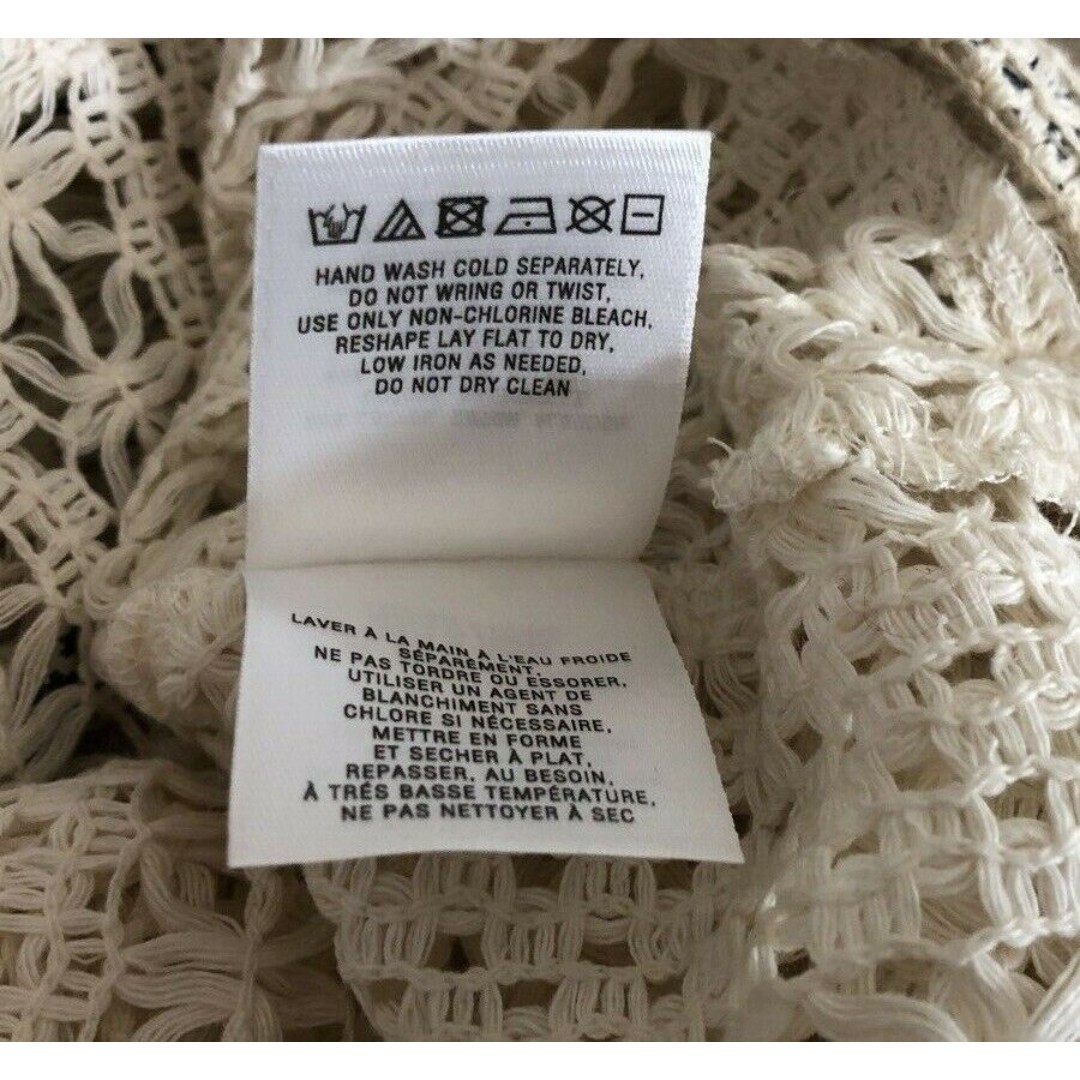 HAND WASH COLD SEPARATELY,
DO NOT WRING OR TWIST,
USE ONLY NON-CHLORINE BLEACH,
RESHAPE LAY FLAT TO DRY,
LOW IRON AS NEEDED,
DO NOT DRY CLEAN
LAVER À LA MAIN À L'EAU FROIDE
SÉPARÉMENT,
NE PAS TORDRE OU ESSORER,
UTILISER UN AGENT DE
BLANCHIMENT SANS
CHLORE SI NÉCESSAIRE,
METTRE EN FORME
ET SECHER À PLAT,
REPASSER, AU BESOIN,
À TRÉS BASSE TEMPÉRATURE,
NE PAS NETTOYER À SEC